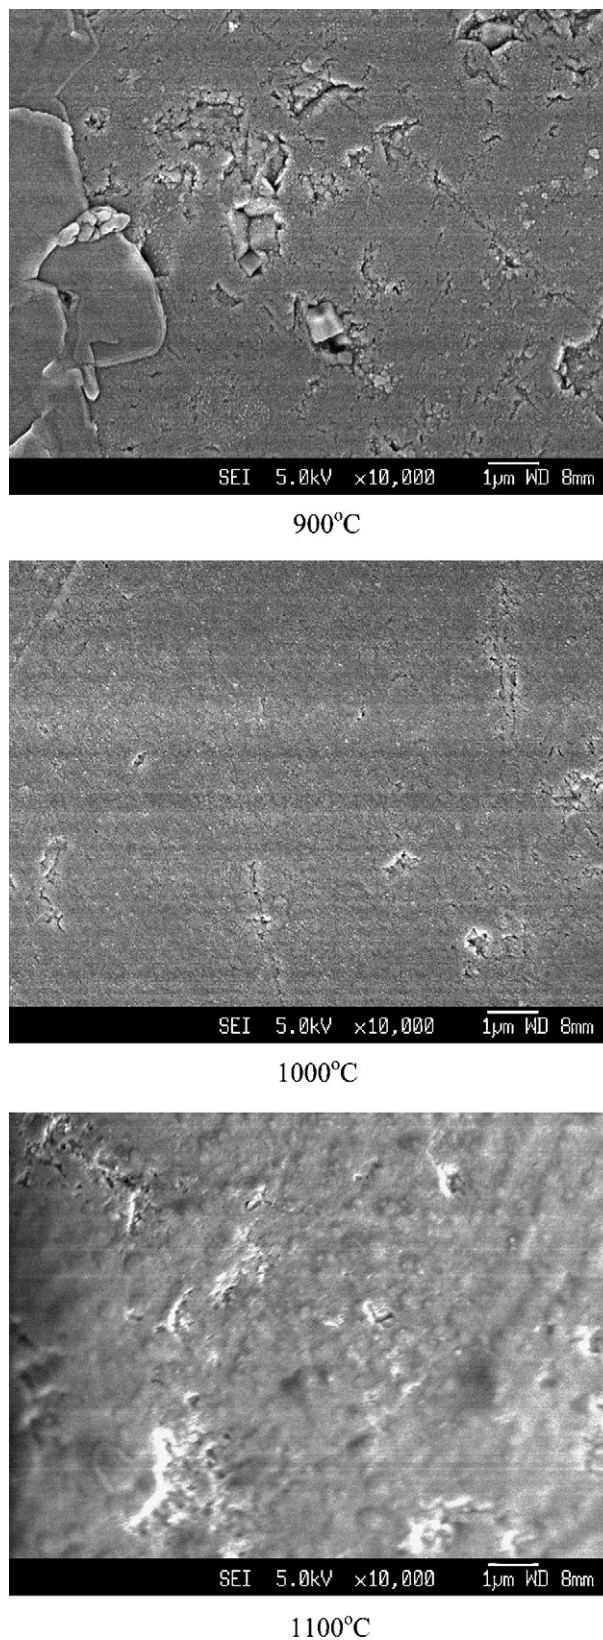 SEI 5.0kV ×10,000 1µm WD 8mm
900°C
SEI 5.0kV ×10,000 1µm WD 8mm
1000°C
SEI 5.0kV ×10,000 1µm WD 8mm
1100°C